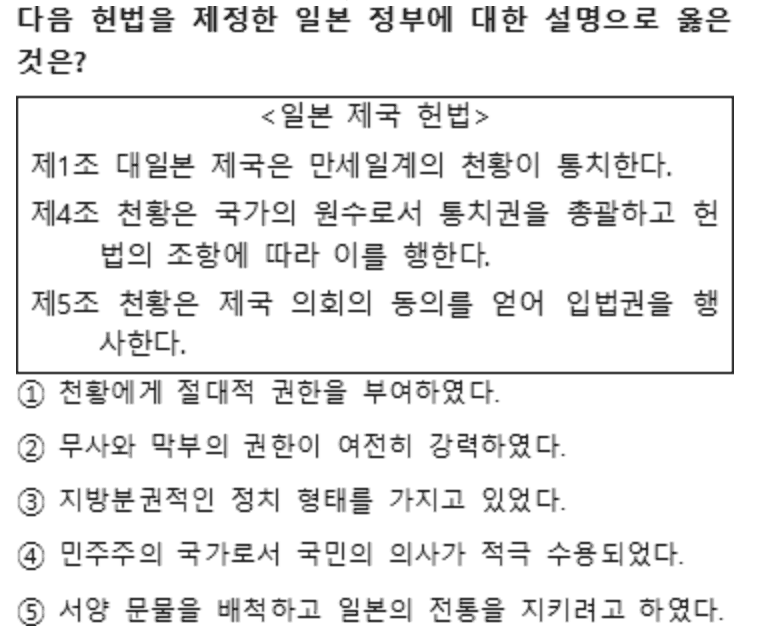 다음 헌법을 제정한 일본 정부에 대한 설명으로 옳은
것은?
<일본 제국 헌법>
제1조 대일본 제국은 만세일계의 천황이 통치한다.
제4조 천황은 국가의 원수로서 통치권을 총괄하고 헌
법의 조항에 따라 이를 행한다.
제5조 천황은 제국 의회의 동의를 얻어 입법권을 행
사한다.
① 천황에게 절대적 권한을 부여하였다.
② 무사와 막부의 권한이 여전히 강력하였다.
③ 지방분권적인 정치 형태를 가지고 있었다.
④ 민주주의 국가로서 국민의 의사가 적극 수용되었다.
⑤ 서양 문물을 배척하고 일본의 전통을 지키려고 하였다.